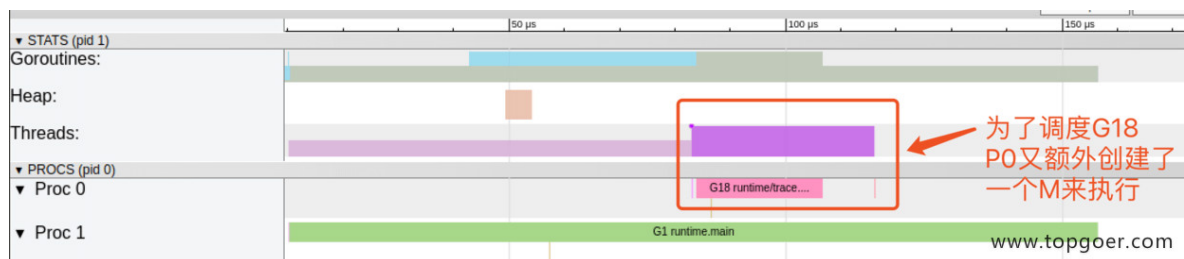 50 μs
100 μs
150 μs
▼ STATS (pid 1)
Goroutines:
Heap:
Threads:
为了调度G18
P0又额外创建了
一个M来执行
▼ PROCS (pid 0)
▼ Proc 0
G18 runtime/trace....
▼ Proc 1
G1 runtime.main
www.topgoer.com